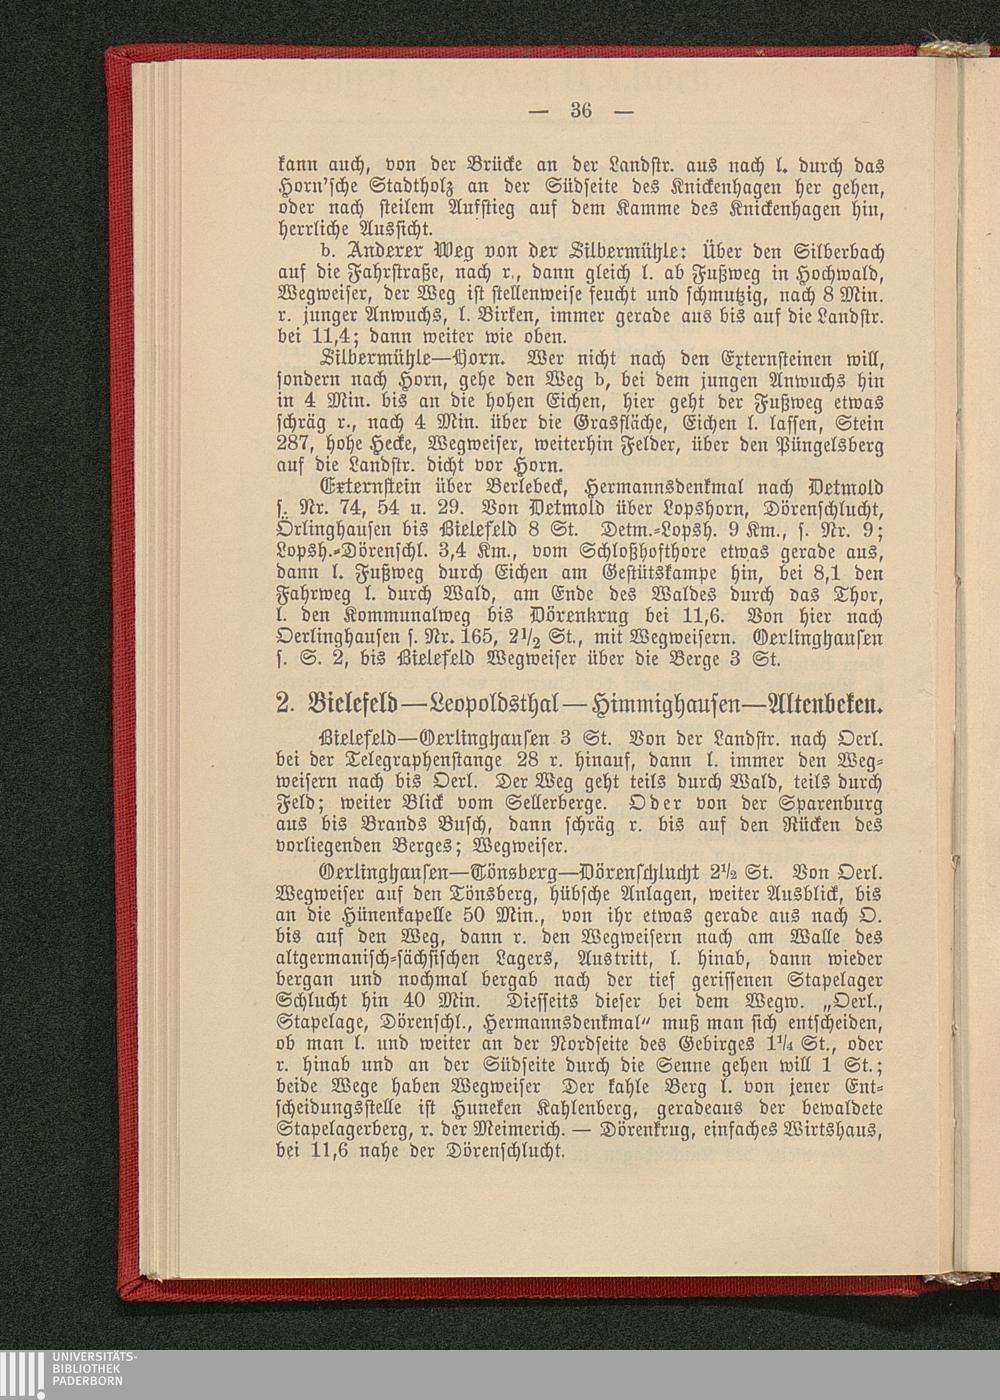 — 36 —
kann auch, von der Brücke an der Landstr. aus nach l. durch das
Horn'sche Stadtholz an der Südseite des Knickenhagen her gehen,
oder nach steilem Aufstieg auf dem Kamme des Knickenhagen hin,
herrliche Aussicht.
b. Anderer Weg von der Silbermühle: Über den Silberbach
auf die Fahrstraße, nach r., dann gleich l. ab Fußweg in Hochwald,
Wegweiser, der Weg ist stellenweise feucht und schmutzig, nach 8 Min.
r. junger Anwuchs, l. Birken, immer gerade aus bis auf die Landstr.
bei 11,4; dann weiter wie oben.
Silbermühle—Horn. Wer nicht nach den Externsteinen will,
sondern nach Horn, gehe den Weg b, bei dem jungen Anwuchs hin
in 4 Min. bis an die hohen Eichen, hier geht der Fußweg etwas
schräg r., nach 4 Min. über die Grasfläche, Eichen l. lassen, Stein
287, hohe Hecke, Wegweiser, weiterhin Felder, über den Püngelsberg
auf die Landstr. dicht vor Horn.
Externstein über Berlebeck, Hermannsdenkmal nach Detmold
s. Nr. 74, 54 u. 29. Von Detmold über Lopshorn, Dörenschlucht,
Örlinghausen bis Bielefeld 8 St. Detm.-Lopsh. 9 Km., s. Nr. 9;
Lopsh.-Dörenschl. 3,4 Km., vom Schloßhofthore etwas gerade aus,
dann l. Fußweg durch Eichen am Gestütskampe hin, bei 8,1 den
Fahrweg l. durch Wald, am Ende des Waldes durch das Thor,
l. den Kommunalweg bis Dörenkrug bei 11,6. Von hier nach
Oerlinghausen s. Nr. 165, 2½ St., mit Wegweisern. Oerlinghausen
s. S. 2, bis Bielefeld Wegweiser über die Berge 3 St.
2. Bielefeld—Leopoldsthal—Himmighausen—Altenbeken.
Bielefeld—Oerlinghausen 3 St. Von der Landstr. nach Oerl.
bei der Telegraphenstange 28 r. hinauf, dann l. immer den Weg-
weisern nach bis Oerl. Der Weg geht teils durch Wald, teils durch
Feld; weiter Blick vom Sellerberge. Oder von der Sparenburg
aus bis Brands Busch, dann schräg r. bis auf den Rücken des
vorliegenden Berges; Wegweiser.
Oerlinghausen—Tönsberg—Dörenschlucht 2½ St. Von Oerl.
Wegweiser auf den Tönsberg, hübsche Anlagen, weiter Ausblick, bis
an die Hünenkapelle 50 Min., von ihr etwas gerade aus nach O.
bis auf den Weg, dann r. den Wegweisern nach am Walle des
altgermanisch-sächsischen Lagers, Austritt, l. hinab, dann wieder
bergan und nochmal bergab nach der tief gerissenen Stapelager
Schlucht hin 40 Min. Diesseits dieser bei dem Wegw. „Oerl.,
Stapelage, Dörenschl., Hermannsdenkmal“ muß man sich entscheiden,
ob man l. und weiter an der Nordseite des Gebirges 1¼ St., oder
r. hinab und an der Südseite durch die Senne gehen will 1 St.;
beide Wege haben Wegweiser Der kahle Berg l. von jener Ent-
scheidungsstelle ist Huneken Kahlenberg, geradeaus der bewaldete
Stapelagerberg, r. der Meimerich. — Dörenkrug, einfaches Wirtshaus,
bei 11,6 nahe der Dörenschlucht.
UNIVERSITÄTS-
BIBLIOTHEK
PADERBORN